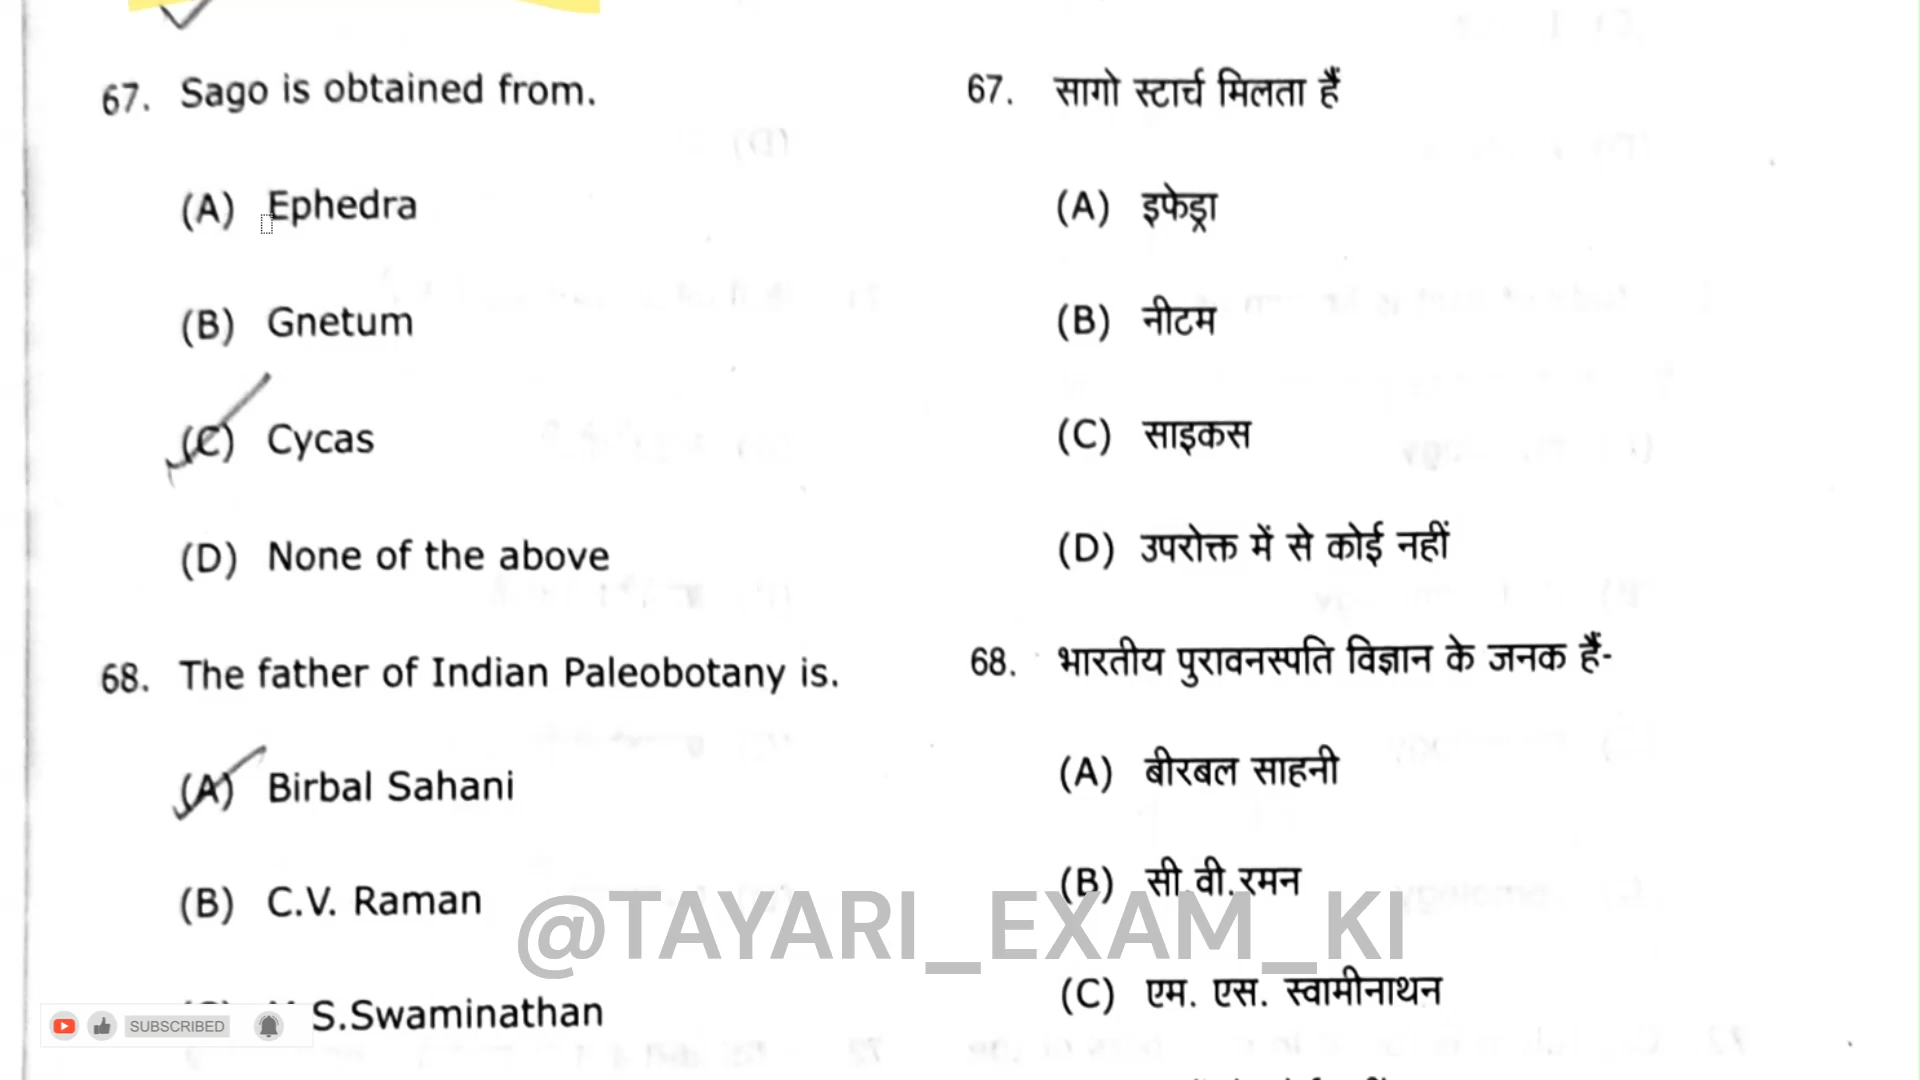 67. Sago is obtained from.
(A) Ephedra
(B) Gnetum
(C) Cycas
(D) None of the above
68. The father of Indian Paleobotany is.
(A) Birbal Sahani
(B) C.V. Raman
S.Swaminathan
67. सागो स्टार्च मिलता हैं
(A) इफेड्रा
(B) नीटम
(C) साइकस
(D) उपरोक्त में से कोई नहीं
68. भारतीय पुरावनस्पति विज्ञान के जनक हैं-
(A) बीरबल साहनी
(B) सी.वी.रमन
(C) एम. एस. स्वामीनाथन
@TAYARI_EXAM_KI
SUBSCRIBED